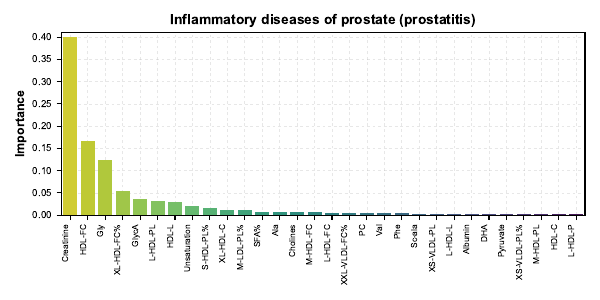 Inflammatory diseases of prostate (prostatitis)
Importance
0.40
0.35
0.30
0.25
0.20
0.15
0.10
0.05
0.00
Creatinine
HDL-FC
Gly
XL-HDL-FC%
GlycA
L-HDL-PL
HDL-L
Unsaturation
S-HDL-PL%
XL-HDL-C
M-LDL-PL%
SFA%
Ala
Cholines
M-HDL-FC
L-HDL-FC
XXL-VLDL-FC%
PC
Val
Phe
XS-VLDL-PL
L-HDL-L
Albumin
DHA
Pyruvate
XS-VLDL-PL%
M-HDL-PL
HDL-C
L-HDL-P